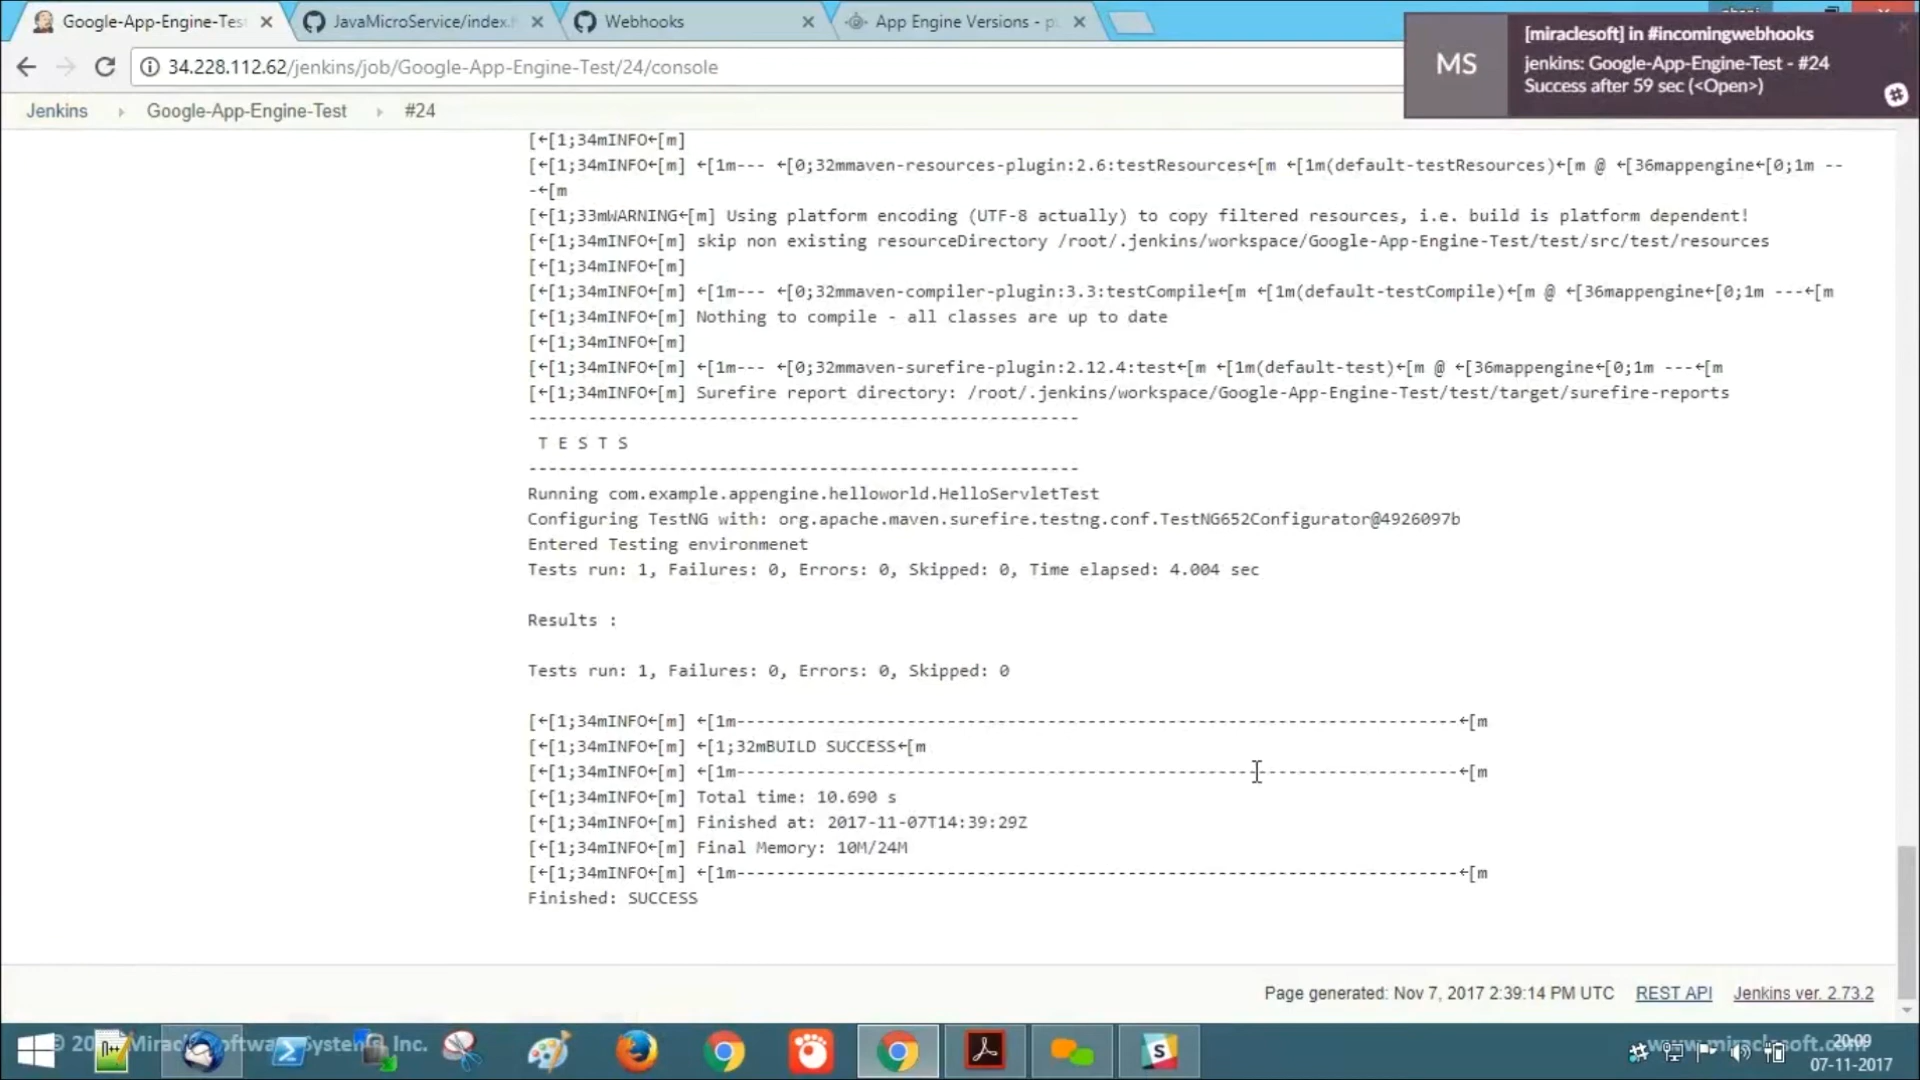 Google-App-Engine-Tes
JavaMicroService/index.h
Webhooks
App Engine Versions - p
34.228.112.62/jenkins/job/Google-App-Engine-Test/24/console
MS
[miraclesoft] in #incomingwebhooks
jenkins: Google-App-Engine-Test - #24
Success after 59 sec (<Open>)
Jenkins
Google-App-Engine-Test
#24
[←[1;34mINFO←[m]
[←[1;34mINFO←[m] ←[1m--- ←[0;32mmaven-resources-plugin:2.6:testResources←[m ←[1m(default-testResources)←[m @ ←[36mappengine←[0;1m --
-←[m
[←[1;33mWARNING←[m] Using platform encoding (UTF-8 actually) to copy filtered resources, i.e. build is platform dependent!
[←[1;34mINFO←[m] skip non existing resourceDirectory /root/.jenkins/workspace/Google-App-Engine-Test/test/src/test/resources
[←[1;34mINFO←[m]
[←[1;34mINFO←[m] ←[1m--- ←[0;32mmaven-compiler-plugin:3.3:testCompile←[m ←[1m(default-testCompile)←[m @ ←[36mappengine←[0;1m ---←[m
[←[1;34mINFO←[m] Nothing to compile - all classes are up to date
[←[1;34mINFO←[m]
[←[1;34mINFO←[m] ←[1m--- ←[0;32mmaven-surefire-plugin:2.12.4:test←[m ←[1m(default-test)←[m @ ←[36mappengine←[0;1m ---←[m
[←[1;34mINFO←[m] Surefire report directory: /root/.jenkins/workspace/Google-App-Engine-Test/test/target/surefire-reports
-------------------------------------------------------
T E S T S
-------------------------------------------------------
Running com.example.appengine.helloworld.HelloServletTest
Configuring TestNG with: org.apache.maven.surefire.testng.conf.TestNG652Configurator@4926097b
Entered Testing environmenet
Tests run: 1, Failures: 0, Errors: 0, Skipped: 0, Time elapsed: 4.004 sec
Results :
Tests run: 1, Failures: 0, Errors: 0, Skipped: 0
[←[1;34mINFO←[m] ←[1m------------------------------------------------------------------------←[m
[←[1;34mINFO←[m] ←[1;32mBUILD SUCCESS←[m
[←[1;34mINFO←[m] ←[1m------------------------------------------------------------------------←[m
[←[1;34mINFO←[m] Total time: 10.690 s
[←[1;34mINFO←[m] Finished at: 2017-11-07T14:39:29Z
[←[1;34mINFO←[m] Final Memory: 10M/24M
[←[1;34mINFO←[m] ←[1m------------------------------------------------------------------------←[m
Finished: SUCCESS
Page generated: Nov 7, 2017 2:39:14 PM UTC
REST API
Jenkins ver. 2.73.2
Inc.
20:09
07-11-2017